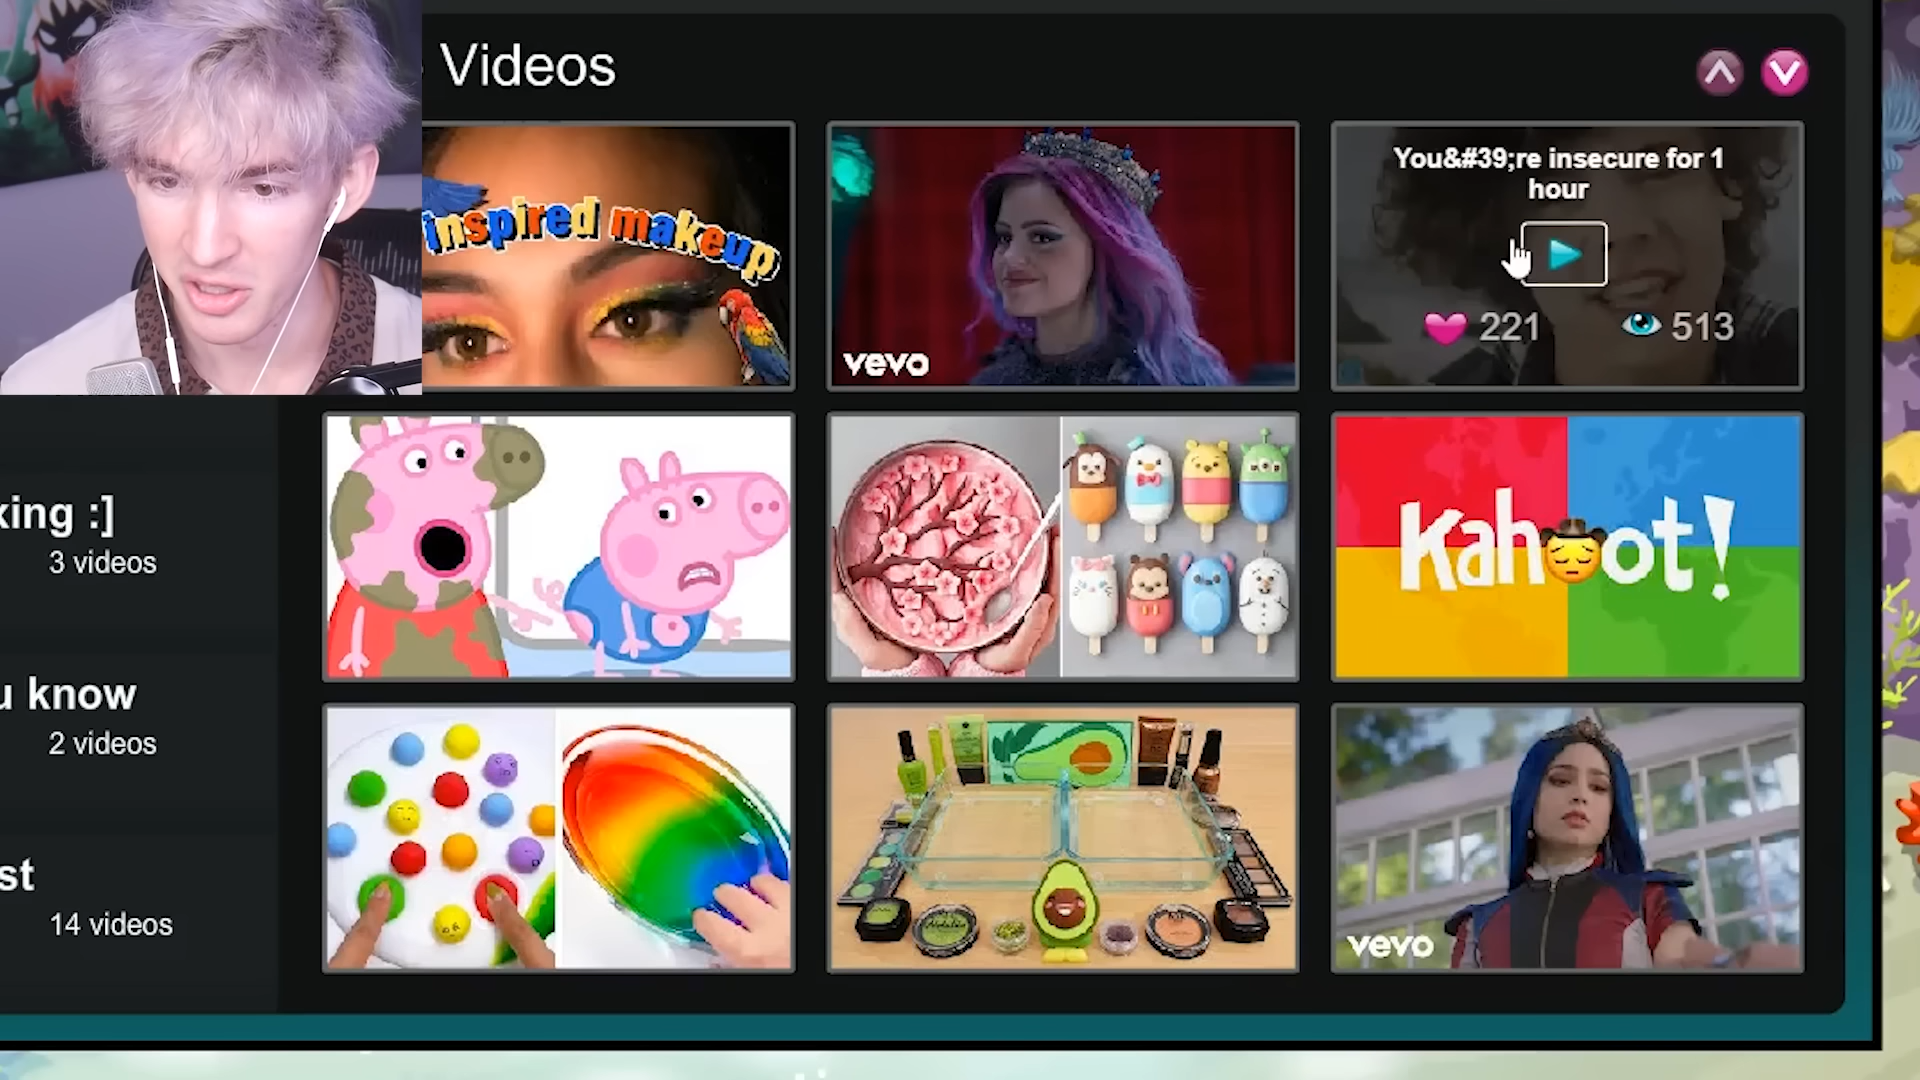 Videos
inspired makeup
vevo
You&#39;re insecure for 1
hour
221
513
Kahoot!
king :]
3 videos
u know
2 videos
st
14 videos
vevo